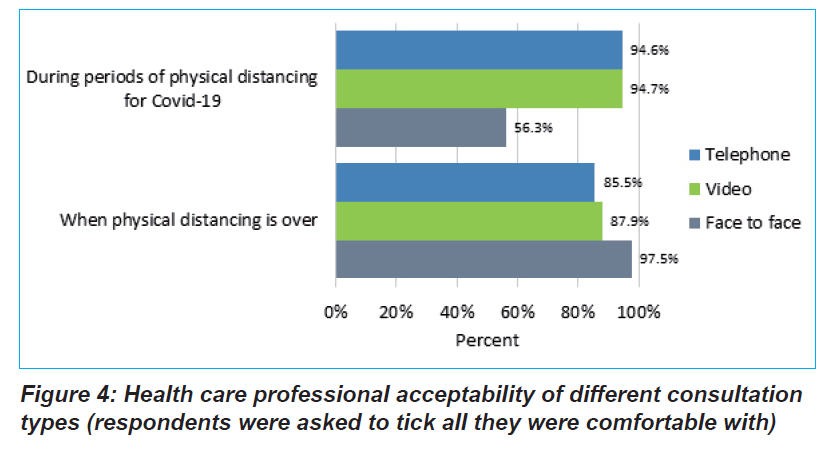 During periods of physical distancing
for Covid-19
94.6%
94.7%
56.3%
When physical distancing is over
85.5%
87.9%
97.5%
Telephone
Video
Face to face
0% 20% 40% 60% 80% 100%
Percent
Figure 4: Health care professional acceptability of different consultation
types (respondents were asked to tick all they were comfortable with)